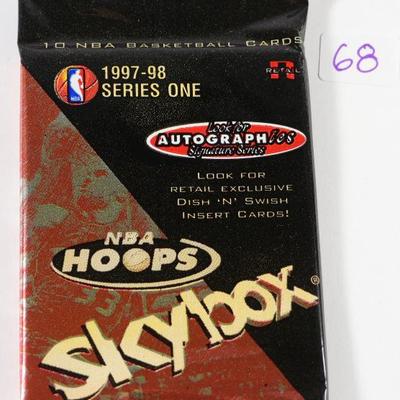 10 NBA BASKETBALL CARDS
68
1997-98
SERIES ONE
RETAIL
Look for
AUTOGRAPHics
Signature Series
LOOK FOR
RETAIL EXCLUSIVE
DISH 'N' SWISH
INSERT CARDS!
NBA
HOOPS
SKYbox®